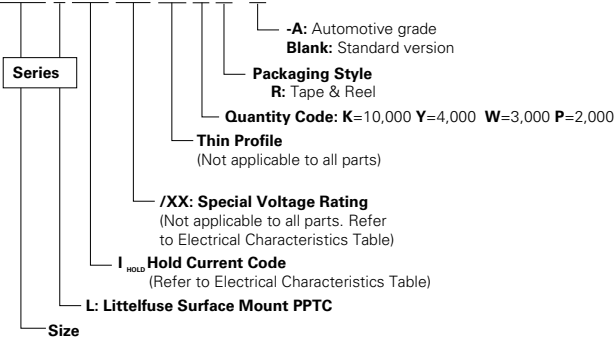 -A: Automotive grade
Blank: Standard version
Series
Packaging Style
R: Tape & Reel
Quantity Code: K=10,000 Y=4,000 W=3,000 P=2,000
Thin Profile
(Not applicable to all parts)
/XX: Special Voltage Rating
(Not applicable to all parts. Refer
to Electrical Characteristics Table)
I HOLD Hold Current Code
(Refer to Electrical Characteristics Table)
L: Littelfuse Surface Mount PPTC
Size